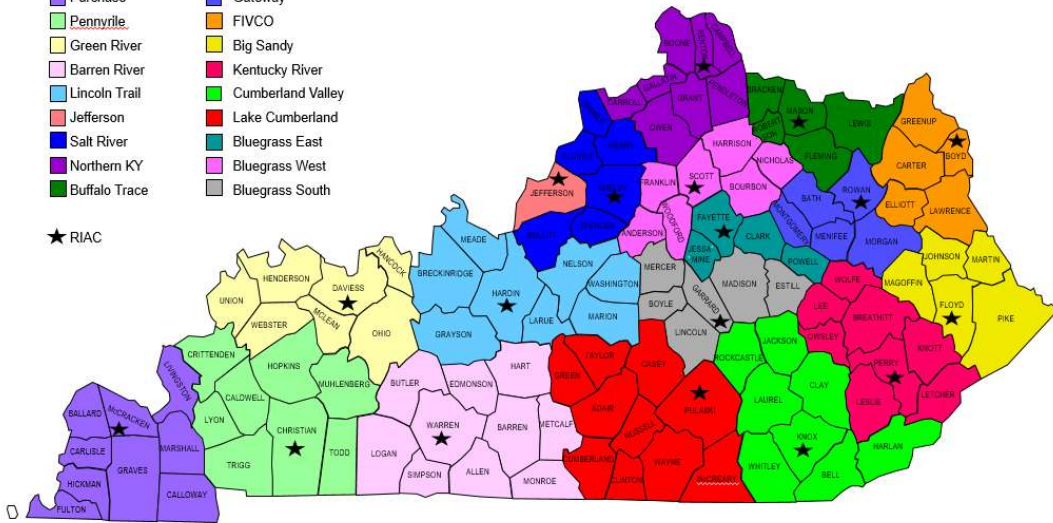 Pennyrile
Green River
Barren River
Lincoln Trail
Jefferson
Salt River
Northern KY
Buffalo Trace
★ RIAC
FIVCO
Big Sandy
Kentucky River
Cumberland Valley
Lake Cumberland
Bluegrass East
Bluegrass West
Bluegrass South
BOONE
KENTON
CAMPBELL
GALLATIN
PENDLETON
CARROLL
GRANT
OWEN
BRACKEN
MASON
ROBERT
SON
LEWIS
FLEMING
GREENUP
BOYD
CARTER
ELLIOTT
LAWRENCE
HENRY
SHELBY
JEFFERSON
BULLITT
SPENCER
HARRISON
NICHOLAS
SCOTT
FRANKLIN
BOURBON
WOODFORD
ANDERSON
FAYETTE
JESSA
MINE
CLARK
POWELL
BATH
ROWAN
MONTGOMERY
MENIFEE
MORGAN
JOHNSON
MARTIN
MAGOFFIN
FLOYD
PIKE
MEADE
BRECKINRIDGE
HARDIN
NELSON
WASHINGTON
MARION
LARUE
GRAYSON
MERCER
BOYLE
GARRARD
MADISON
ESTILL
LINCOLN
WOLFE
LEE
BREATHITT
OWSLEY
PERRY
KNOTT
LESLIE
LETCHER
HANCOCK
HENDERSON
DAVIESS
UNION
WEBSTER
MCLEAN
OHIO
CRITTENDEN
HOPKINS
MUHLENBERG
CALDWELL
LYON
CHRISTIAN
TRIGG
TODD
LIVINGSTON
BALLARD
MCCRACKEN
CARLISLE
GRAVES
MARSHALL
HICKMAN
FULTON
CALLOWAY
BUTLER
EDMONSON
HART
WARREN
BARREN
METCALF
LOGAN
SIMPSON
ALLEN
MONROE
GREEN
TAYLOR
CASEY
ADAIR
RUSSELL
PULASKI
CUMBERLAND
CLINTON
WAYNE
McCREARY
ROCKCASTLE
JACKSON
LAUREL
CLAY
KNOX
WHITLEY
BELL
HARLAN